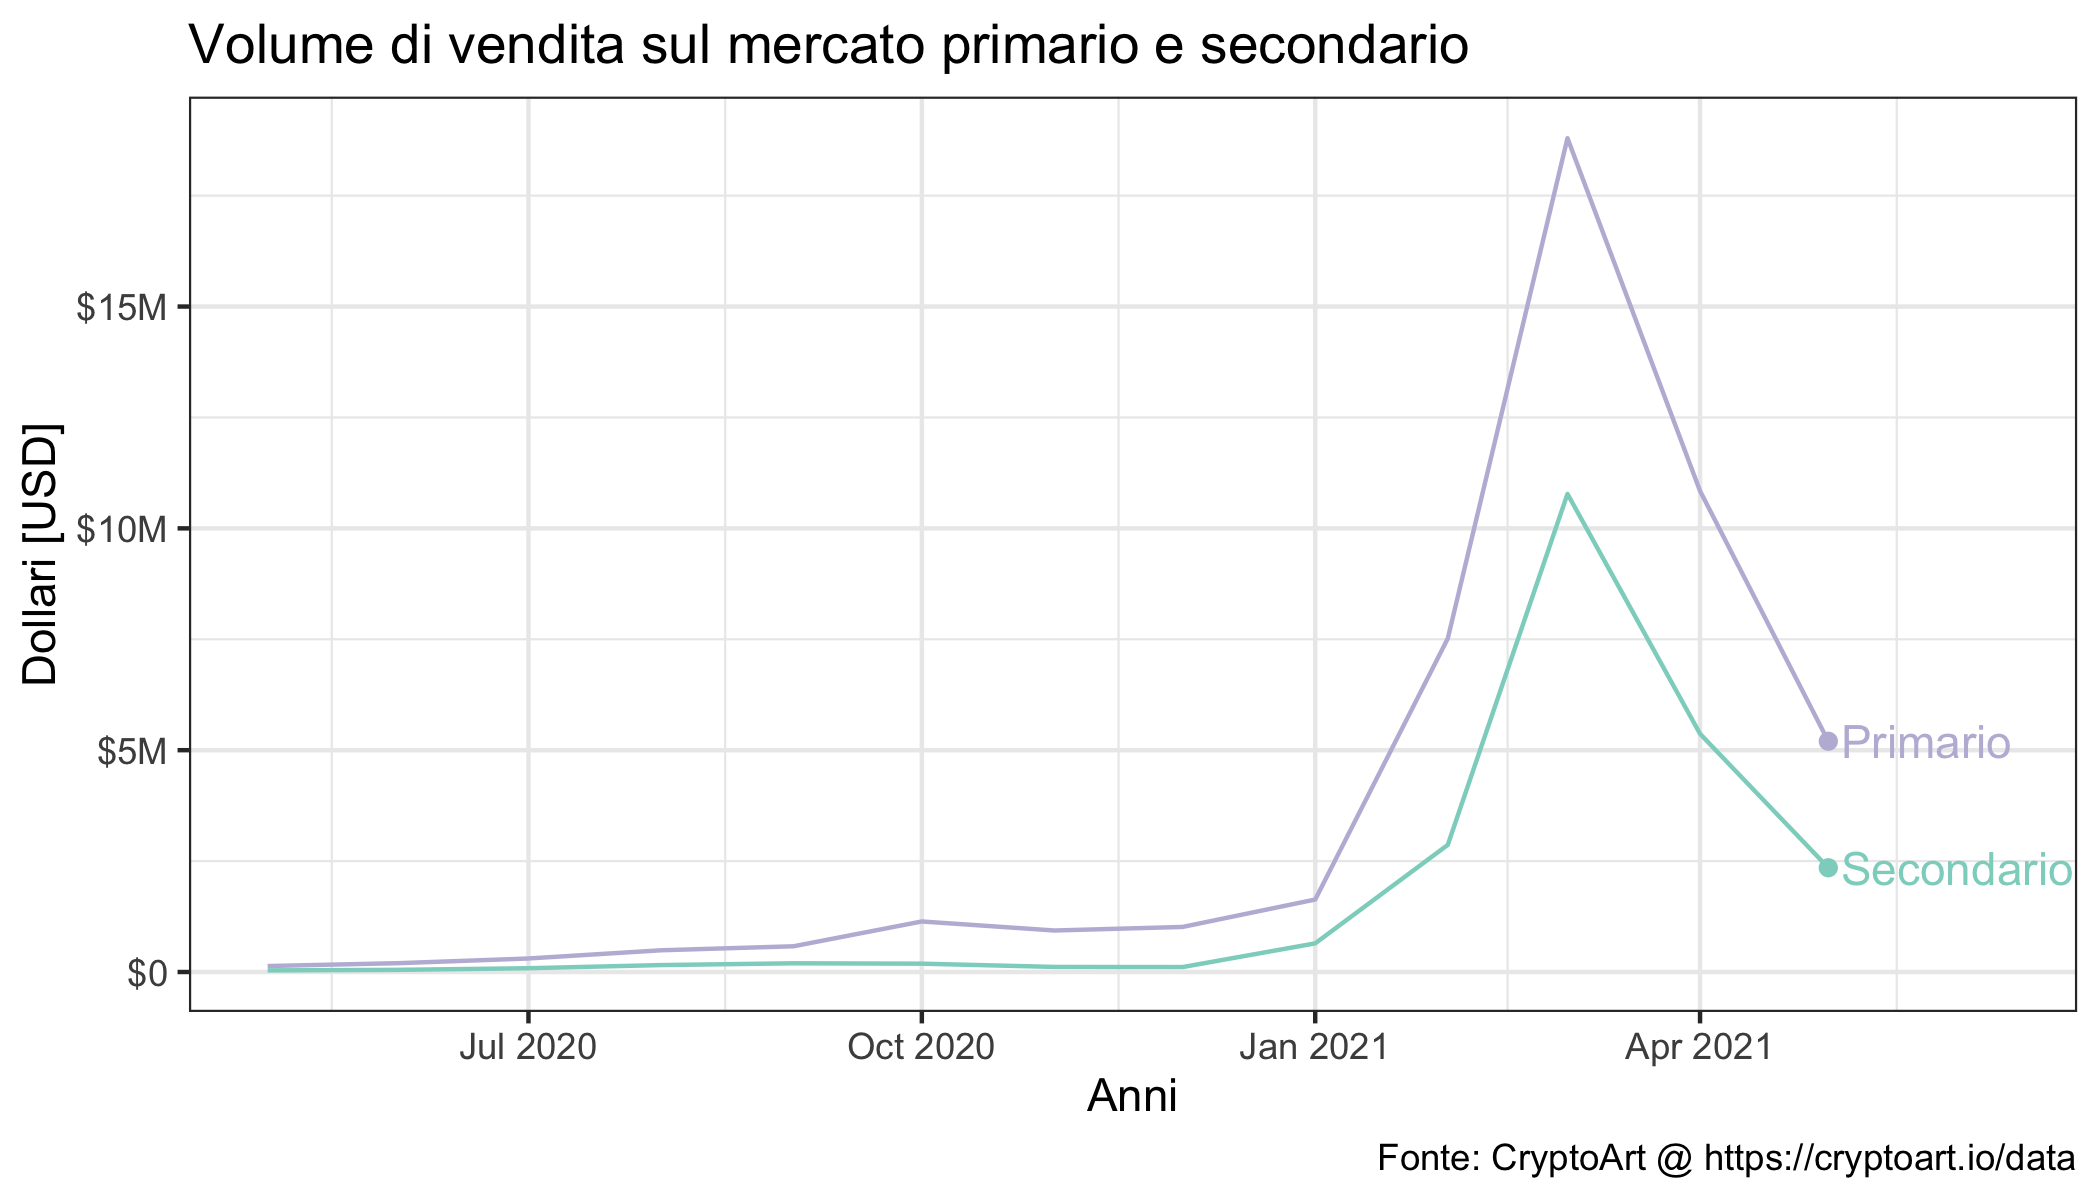 Volume di vendita sul mercato primario e secondario
Dollari [USD]
$15M
$10M
$5M
$0
Primario
Secondario
Jul 2020
Oct 2020
Jan 2021
Apr 2021
Anni
Fonte: CryptoArt @ https://cryptoart.io/data